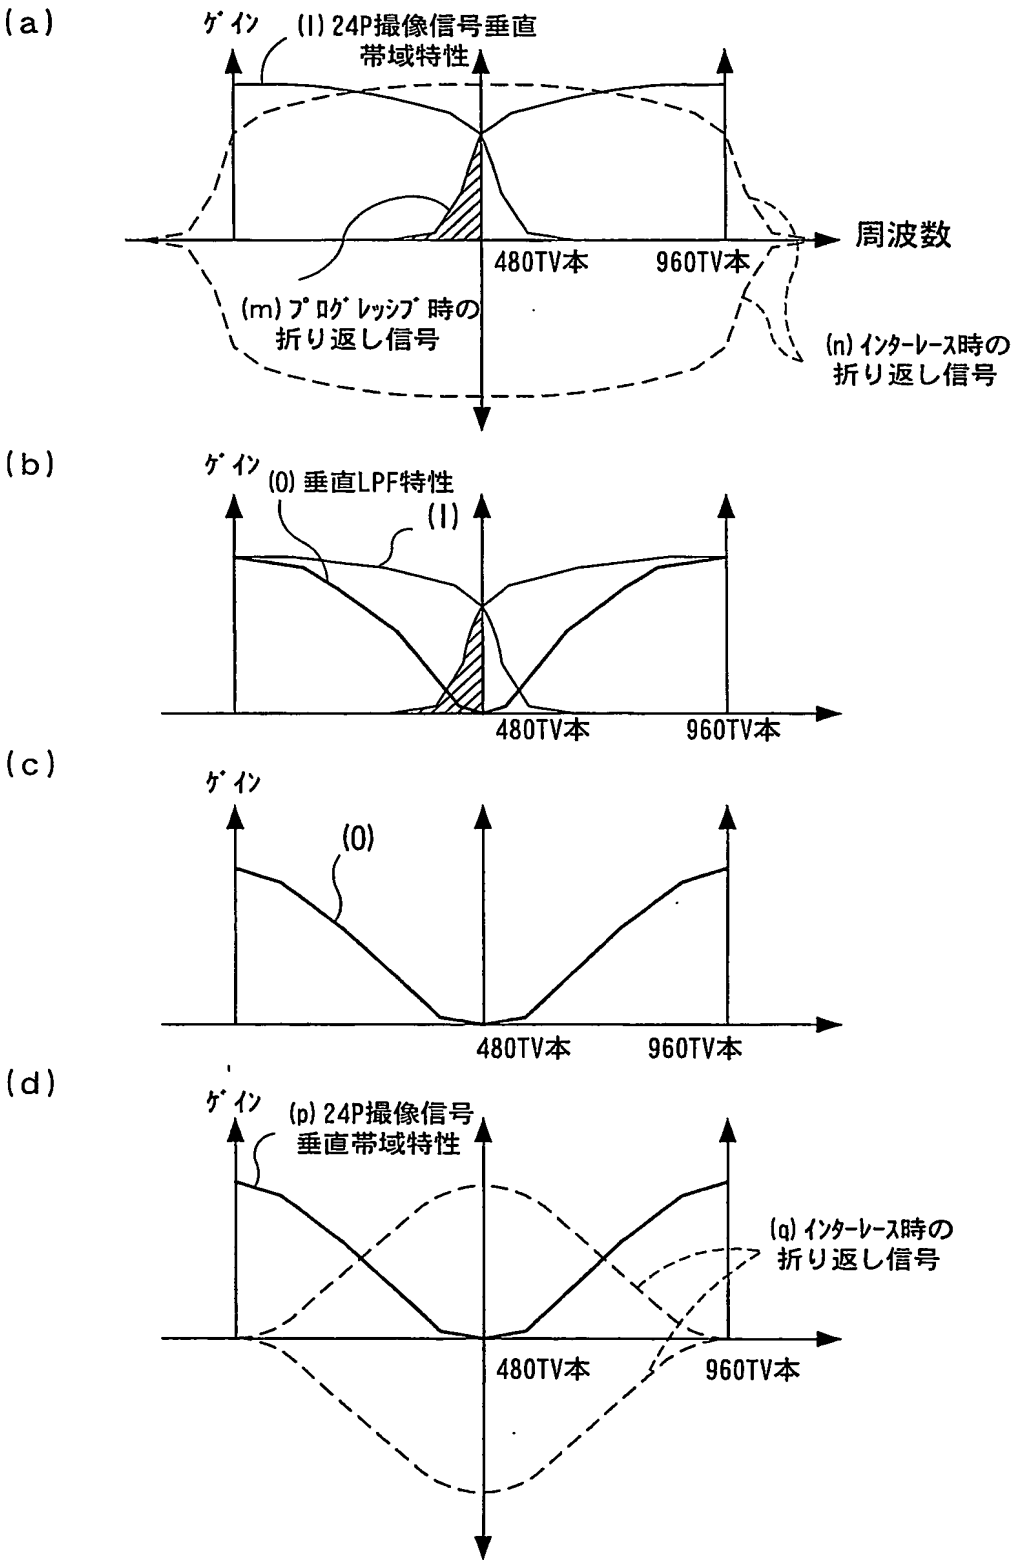 (a)
ｹﾞｲﾝ
(l) 24P撮像信号垂直
帯域特性
周波数
480TV本
960TV本
(m) ﾌﾟﾛｸﾞﾚｯｼﾌﾞ時の
折り返し信号
(n) ｲﾝﾀｰﾚｰｽ時の
折り返し信号
(b)
ｹﾞｲﾝ
(0) 垂直LPF特性
(l)
480TV本
960TV本
(c)
ｹﾞｲﾝ
(0)
480TV本
960TV本
(d)
ｹﾞｲﾝ
(p) 24P撮像信号
垂直帯域特性
(q) ｲﾝﾀｰﾚｰｽ時の
折り返し信号
480TV本
960TV本